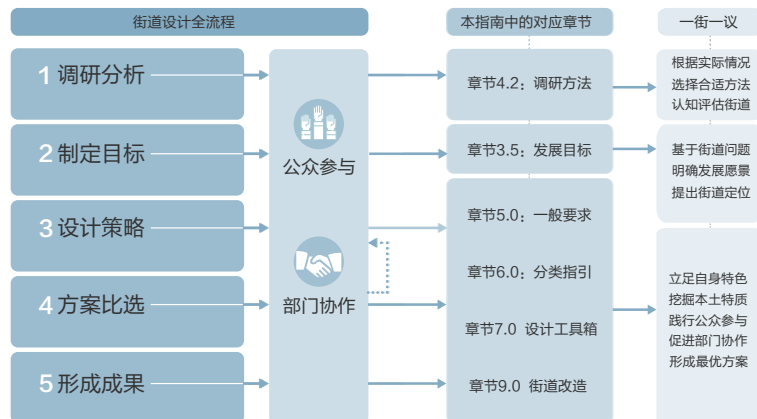 街道设计全流程
本指南中的对应章节
一街一议
1 调研分析
2 制定目标
3 设计策略
4 方案比选
5 形成成果
公众参与
部门协作
章节4.2：调研方法
章节3.5：发展目标
章节5.0：一般要求
章节6.0：分类指引
章节7.0 设计工具箱
章节9.0 街道改造
根据实际情况
选择合适方法
认知评估街道
基于街道问题
明确发展愿景
提出街道定位
立足自身特色
挖掘本土特质
践行公众参与
促进部门协作
形成最优方案